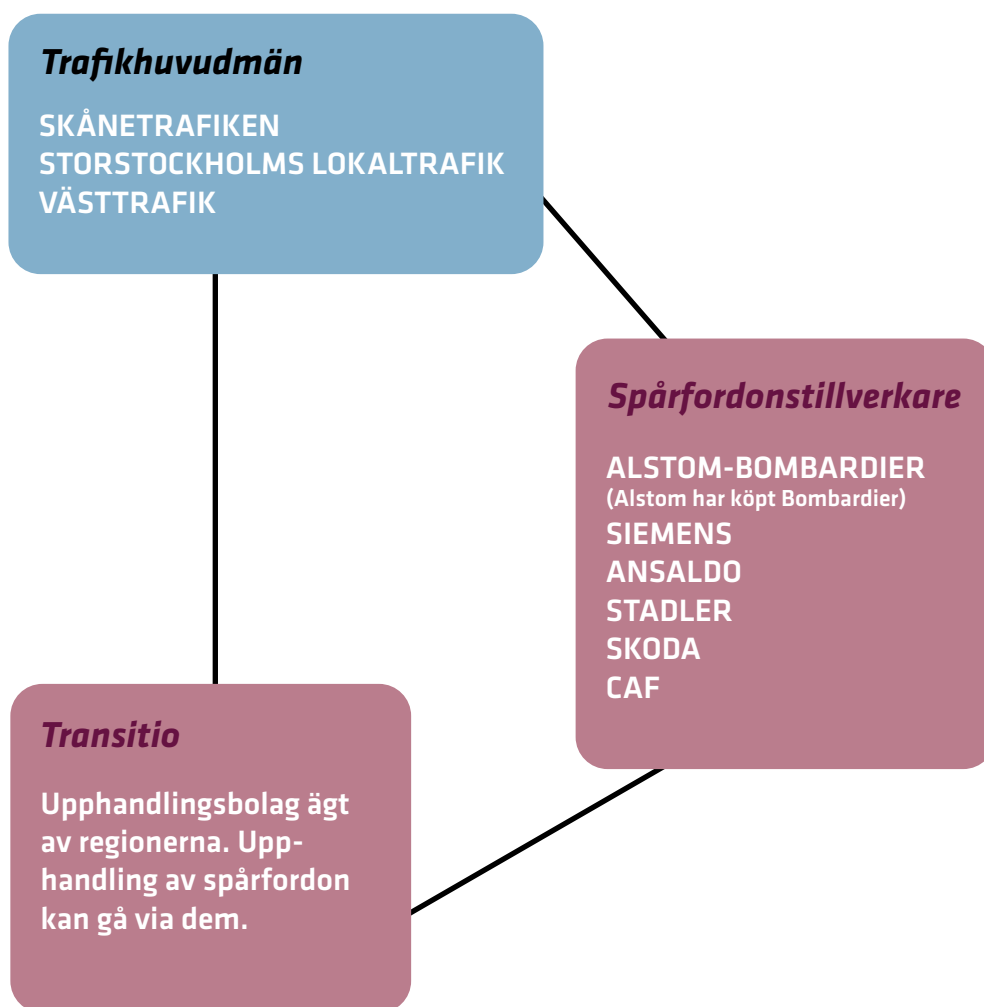 Trafikhuvudmän
SKÅNETRAFIKEN
STORSTOCKHOLMS LOKALTRAFIK
VÄSTTRAFIK
Spårfordonstillverkare
ALSTOM-BOMBARDIER
(Alstom har köpt Bombardier)
SIEMENS
ANSALDO
STADLER
SKODA
CAF
Transitio
Upphandlingsbolag ägt
av regionerna. Upp-
handling av spårfordon
kan gå via dem.